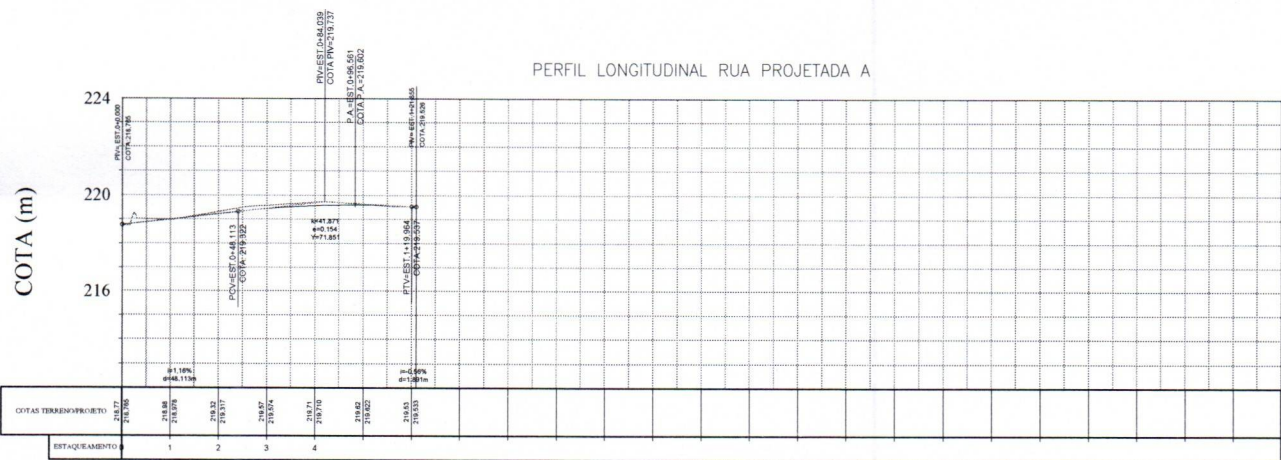 PERFIL LONGITUDINAL RUA PROJETADA A
COTA (m)
224
220
216
PIV=EST.0+0.000
COTA:218.765
PIV=EST.0+84.039
COTA PIV=219.737
P.A.=EST.0+96.561
COTA P.A.=219.602
PIV=EST.1+21.855
COTA:219.526
PCV=EST.0+48.113
COTA: 219.322
k=41.871
e=0.154
Y=71.851
PTV=EST.1+19.964
COTA:219.537
i=1,16%
d=48.113m
i=-0,56%
d=1.891m
COTAS TERRENO/PROJETO
218.77
218,765
218.98
218,978
219.32
219,317
219.57
219,574
219.71
219,710
219.62
219,622
219.53
219,533
ESTAQUEAMENTO
1
2
3
4